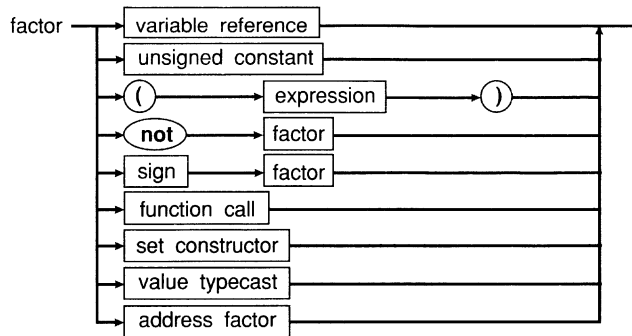 factor variable reference
unsigned constant
( expression )
not factor
sign factor
function call
set constructor
value typecast
address factor